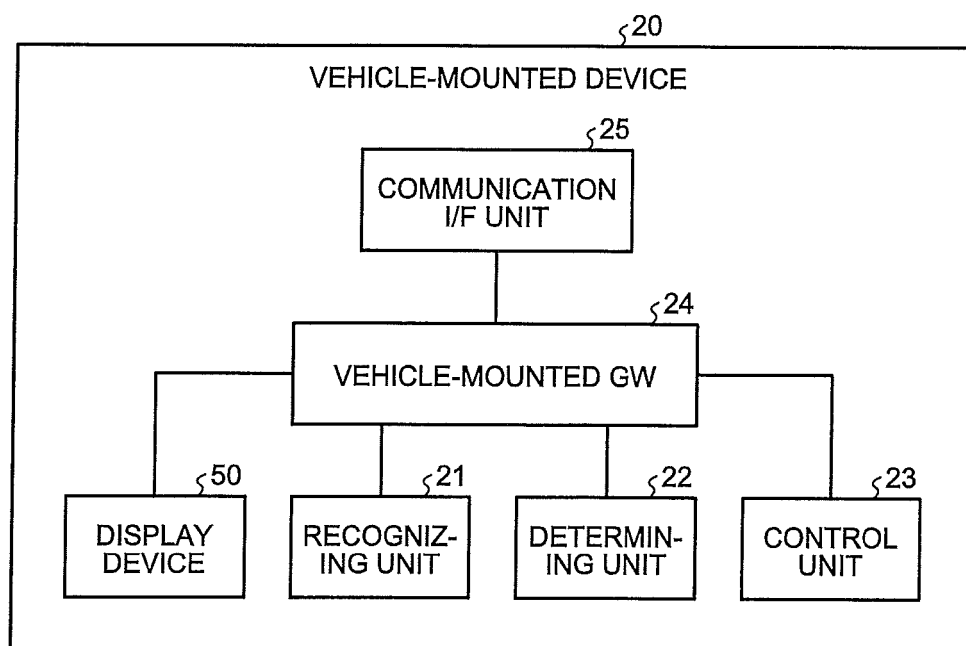 20
VEHICLE-MOUNTED DEVICE
25
COMMUNICATION
I/F UNIT
24
VEHICLE-MOUNTED GW
50
DISPLAY
DEVICE
21
RECOGNIZ-
ING UNIT
22
DETERMIN-
ING UNIT
23
CONTROL
UNIT